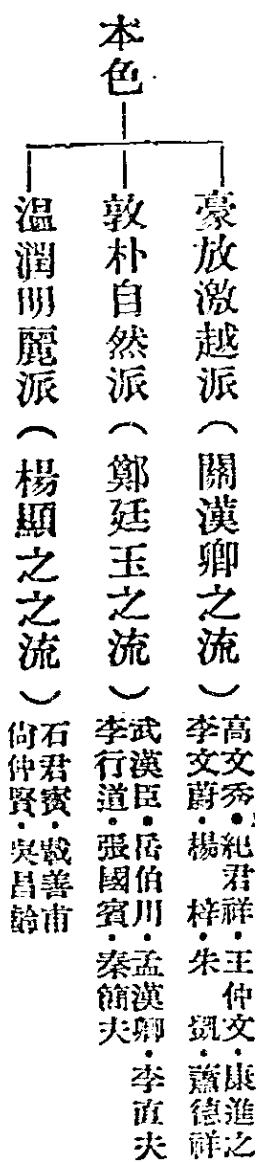 本色
豪放激越派（關漢卿之流）
高文秀・紀君祥・王仲文・康進之
李文蔚・楊梓・朱凱・蕭德祥
敦朴自然派（鄭廷玉之流）
武漢臣・岳伯川・孟漢卿・李直夫
李行道・張國賓・秦簡夫
溫潤明麗派（楊顯之之流）
石君寶・戴善甫
尙仲賢・吳昌齡